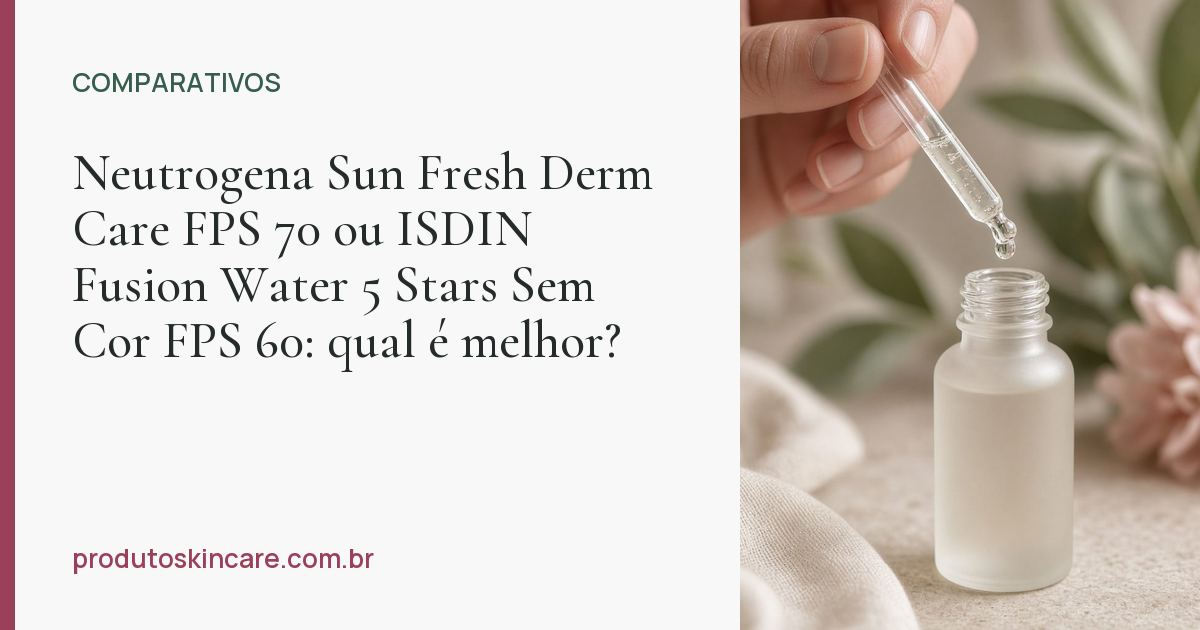 COMPARATIVOS
Neutrogena Sun Fresh Derm
Care FPS 70 ou ISDIN
Fusion Water 5 Stars Sem
Cor FPS 60: qual é melhor?
produtoskincare.com.br